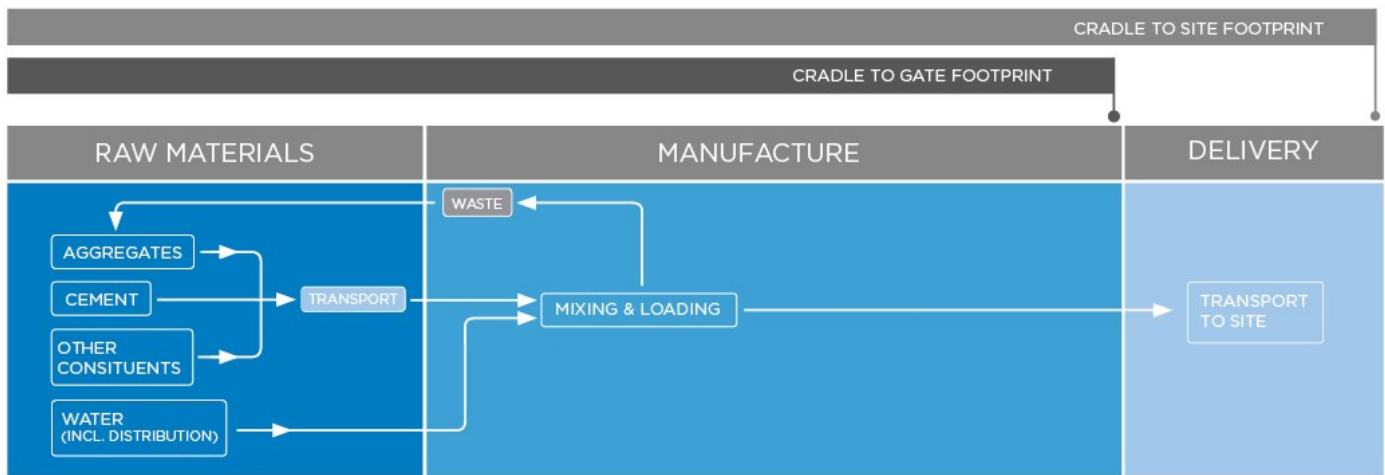 CRADLE TO SITE FOOTPRINT
CRADLE TO GATE FOOTPRINT
RAW MATERIALS
MANUFACTURE
DELIVERY
WASTE
AGGREGATES
CEMENT
TRANSPORT
MIXING & LOADING
TRANSPORT
TO SITE
OTHER
CONSITUENTS
WATER
(INCL. DISTRIBUTION)